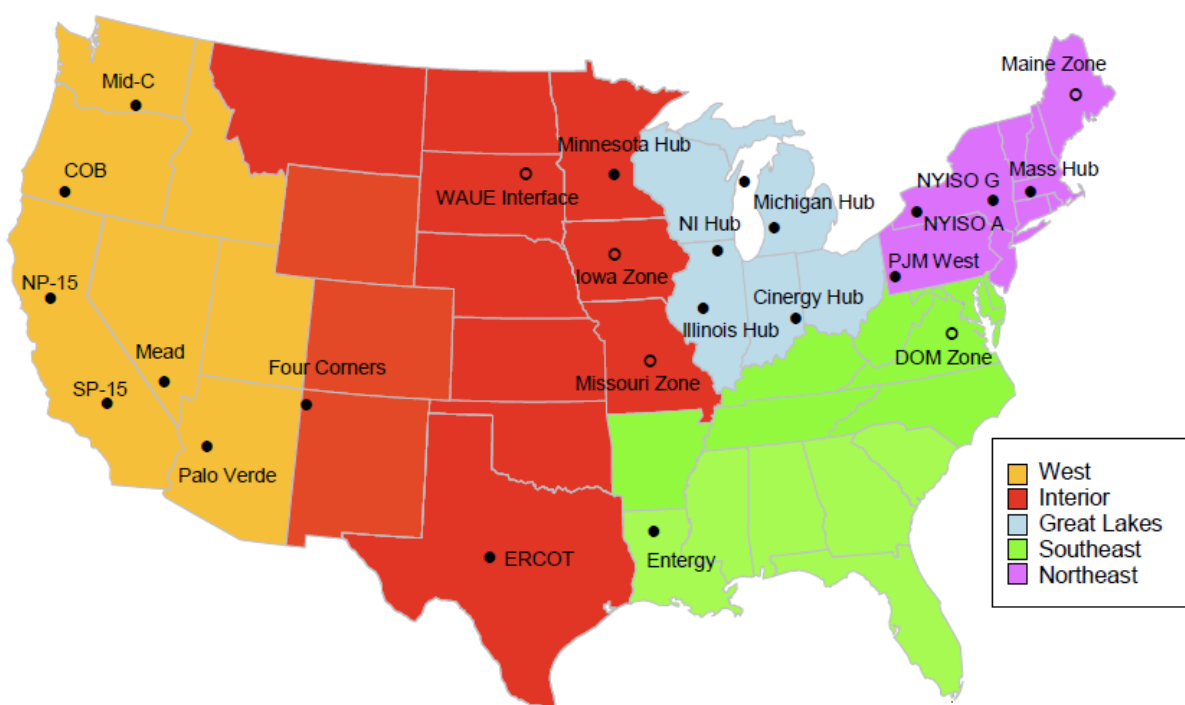 Maine Zone
Mid-C
Minnesota Hub
COB
WAUE Interface
Mass Hub
NYISO G
Michigan Hub
NI Hub
NYISO A
PJM West
NP-15
Iowa Zone
Cinergy Hub
Illinois Hub
Mead
Four Corners
DOM Zone
SP-15
Missouri Zone
Palo Verde
West
Interior
Great Lakes
Southeast
Northeast
ERCOT
Entergy